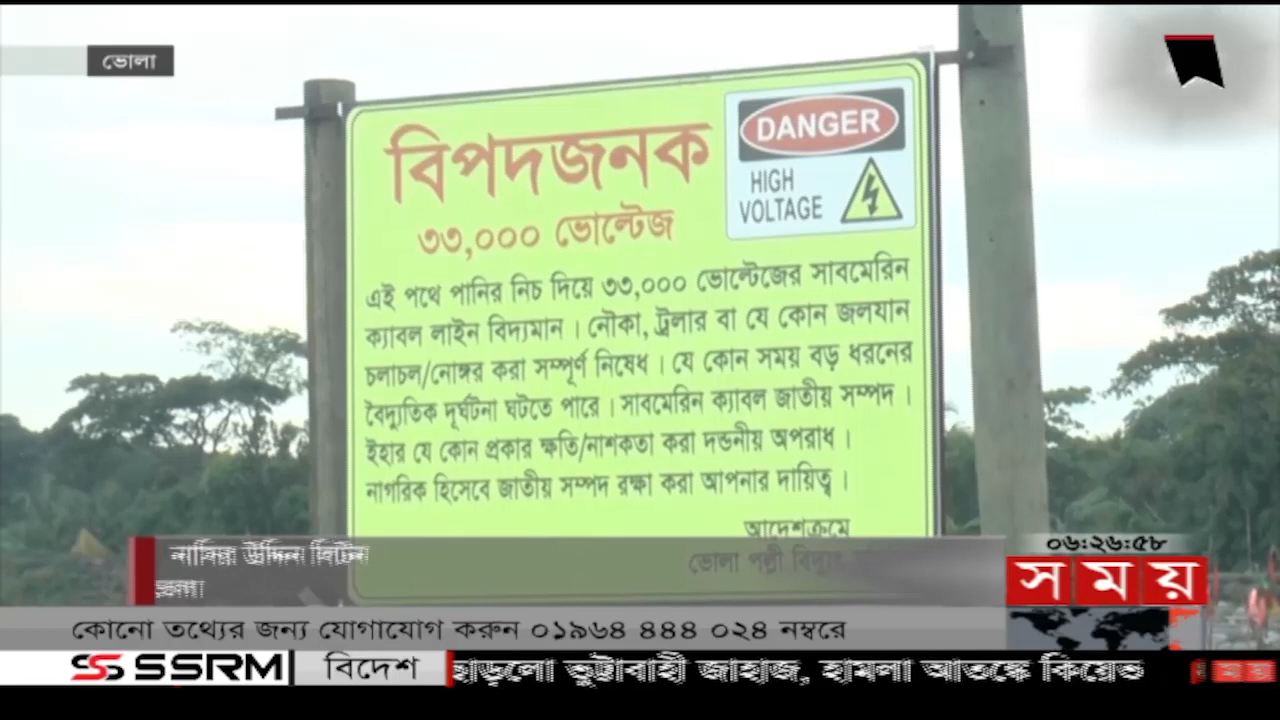 ভোলা
বিপদজনক
৩৩,০০০ ভোল্টেজ
DANGER
HIGH
VOLTAGE
এই পথে পানির নিচ দিয়ে ৩৩,০০০ ভোল্টেজের সাবমেরিন
ক্যাবল লাইন বিদ্যমান। নৌকা, ট্রলার বা যে কোন জলযান
চলাচল/নোঙ্গর করা সম্পূর্ণ নিষেধ। যে কোন সময় বড় ধরনের
বৈদ্যুতিক দূর্ঘটনা ঘটতে পারে। সাবমেরিন ক্যাবল জাতীয় সম্পদ।
ইহার যে কোন প্রকার ক্ষতি/নাশকতা করা দন্ডনীয় অপরাধ।
নাগরিক হিসেবে জাতীয় সম্পদ রক্ষা করা আপনার দায়িত্ব।
আদেশক্রমে
ভোলা পল্লী বিদ্যুৎ
০৬:২৬:৫৮
সময়
কোনো তথ্যের জন্য যোগাযোগ করুন ০১৯৬৪ ৪৪৪ ০২৪ নম্বরে
SSRM
বিদেশ
ছাড়লো ভুট্টাবাহী জাহাজ, হামলা আতঙ্কে কিয়েভ